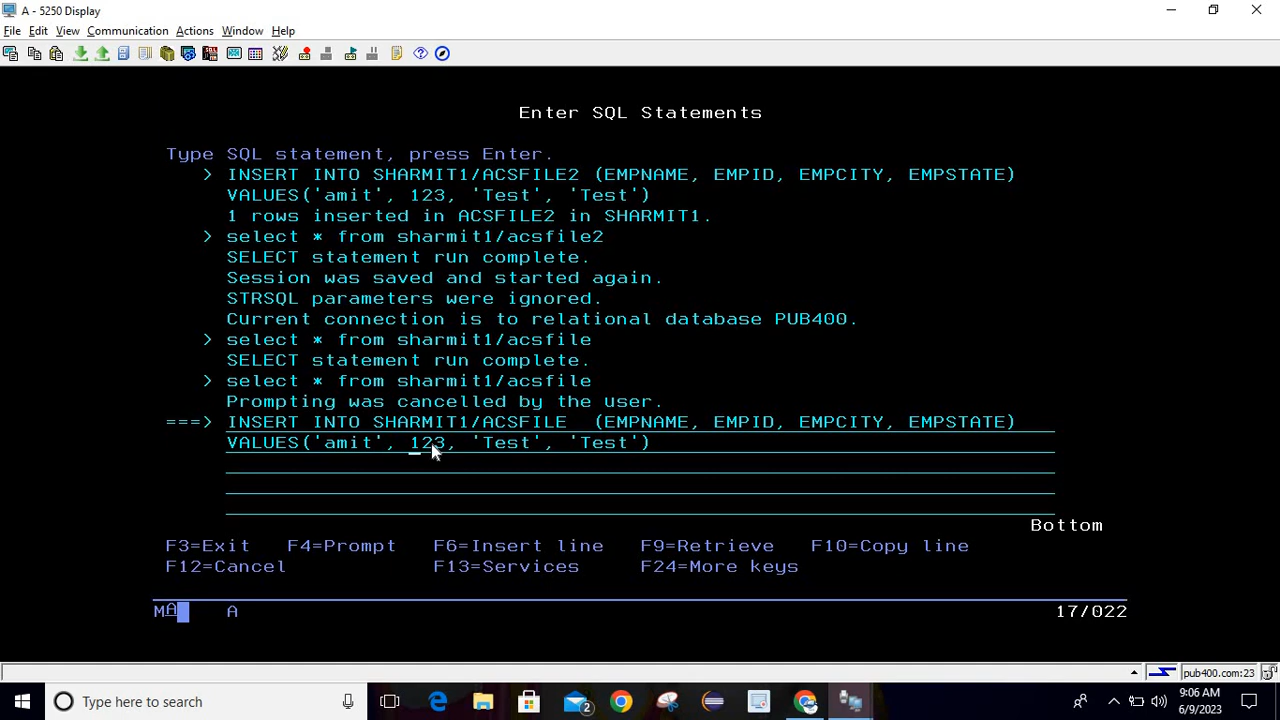 A - 5250 Display
File Edit View Communication Actions Window Help
Enter SQL Statements
Type SQL statement, press Enter.
> INSERT INTO SHARMIT1/ACSFILE2 (EMPNAME, EMPID, EMPCITY, EMPSTATE)
VALUES('amit', 123, 'Test', 'Test')
1 rows inserted in ACSFILE2 in SHARMIT1.
> select * from sharmit1/acsfile2
SELECT statement run complete.
Session was saved and started again.
STRSQL parameters were ignored.
Current connection is to relational database PUB400.
> select * from sharmit1/acsfile
SELECT statement run complete.
> select * from sharmit1/acsfile
Prompting was cancelled by the user.
===> INSERT INTO SHARMIT1/ACSFILE (EMPNAME, EMPID, EMPCITY, EMPSTATE)
VALUES('amit', 123, 'Test', 'Test')
Bottom
F3=Exit F4=Prompt F6=Insert line F9=Retrieve F10=Copy line
F12=Cancel F13=Services F24=More keys
MA A 17/022
pub400.com:23
Type here to search
2
9:06 AM
6/9/2023